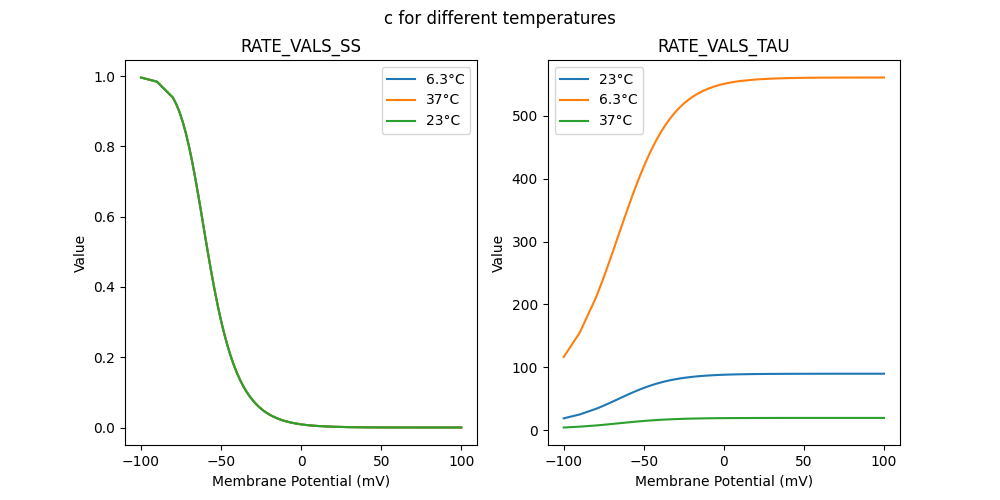 c for different temperatures
RATE_VALS_SS
6.3°C
37°C
23°C
Value
1.0
0.8
0.6
0.4
0.2
0.0
−100 −50 0 50 100
Membrane Potential (mV)
RATE_VALS_TAU
23°C
6.3°C
37°C
Value
500
400
300
200
100
0
−100 −50 0 50 100
Membrane Potential (mV)